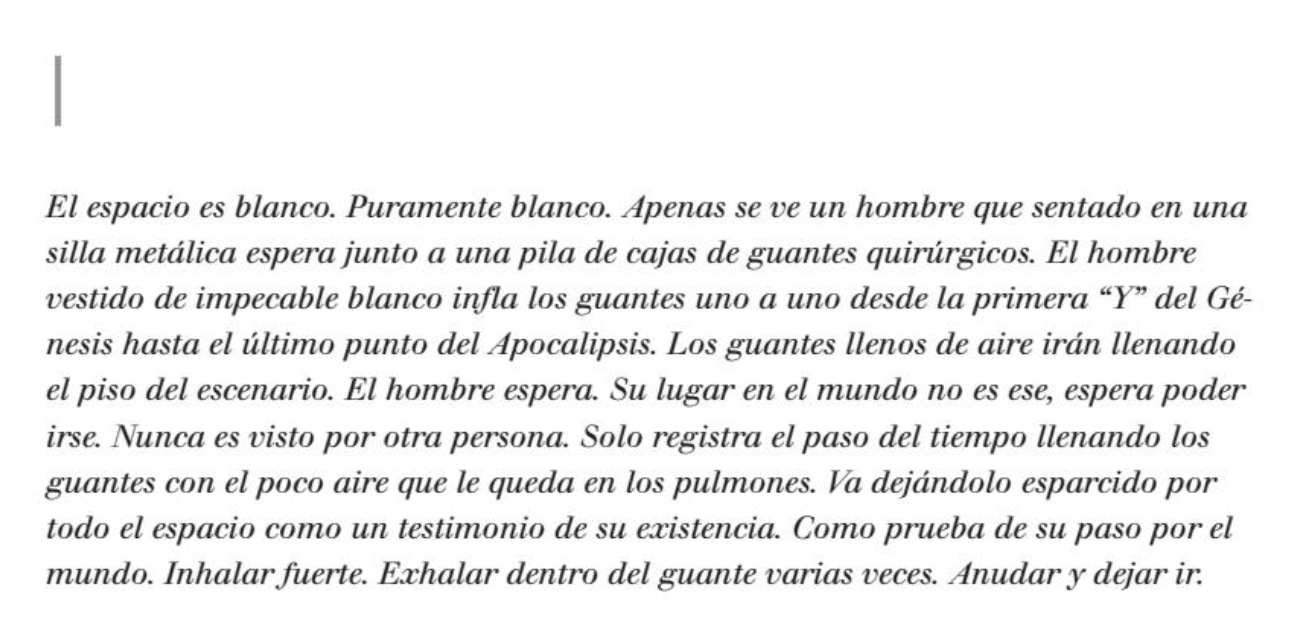 El espacio es blanco. Puramente blanco. Apenas se ve un hombre que sentado en una
silla metálica espera junto a una pila de cajas de guantes quirúrgicos. El hombre
vestido de impecable blanco infla los guantes uno a uno desde la primera “Y” del Gé-
nesis hasta el último punto del Apocalipsis. Los guantes llenos de aire irán llenando
el piso del escenario. El hombre espera. Su lugar en el mundo no es ese, espera poder
irse. Nunca es visto por otra persona. Solo registra el paso del tiempo llenando los
guantes con el poco aire que le queda en los pulmones. Va dejándolo esparcido por
todo el espacio como un testimonio de su existencia. Como prueba de su paso por el
mundo. Inhalar fuerte. Exhalar dentro del guante varias veces. Anudar y dejar ir.